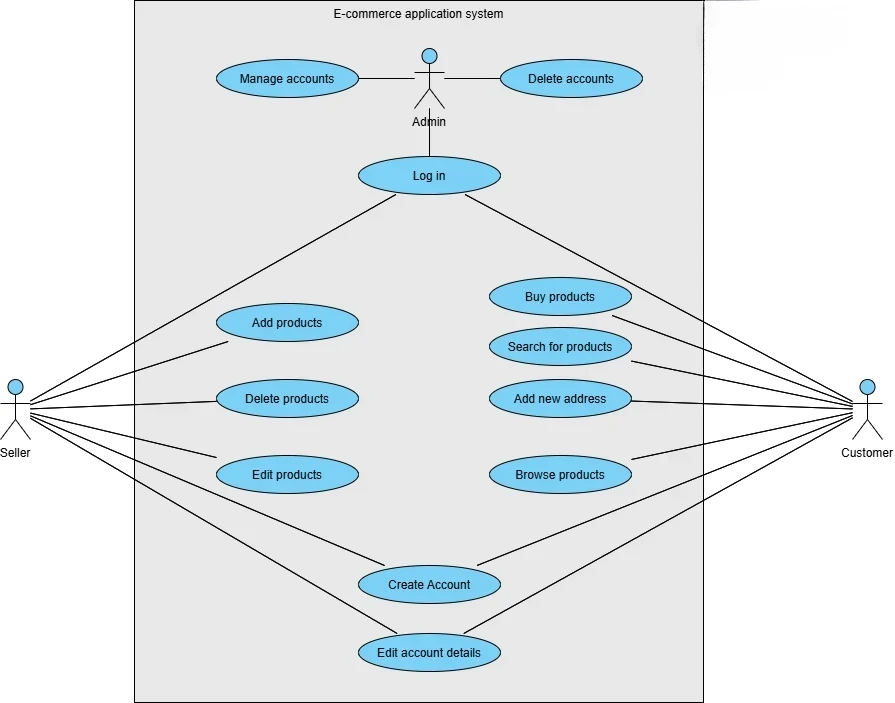 E-commerce application system
Manage accounts
Delete accounts
Admin
Log in
Buy products
Add products
Search for products
Delete products
Add new address
Seller
Customer
Edit products
Browse products
Create Account
Edit account details